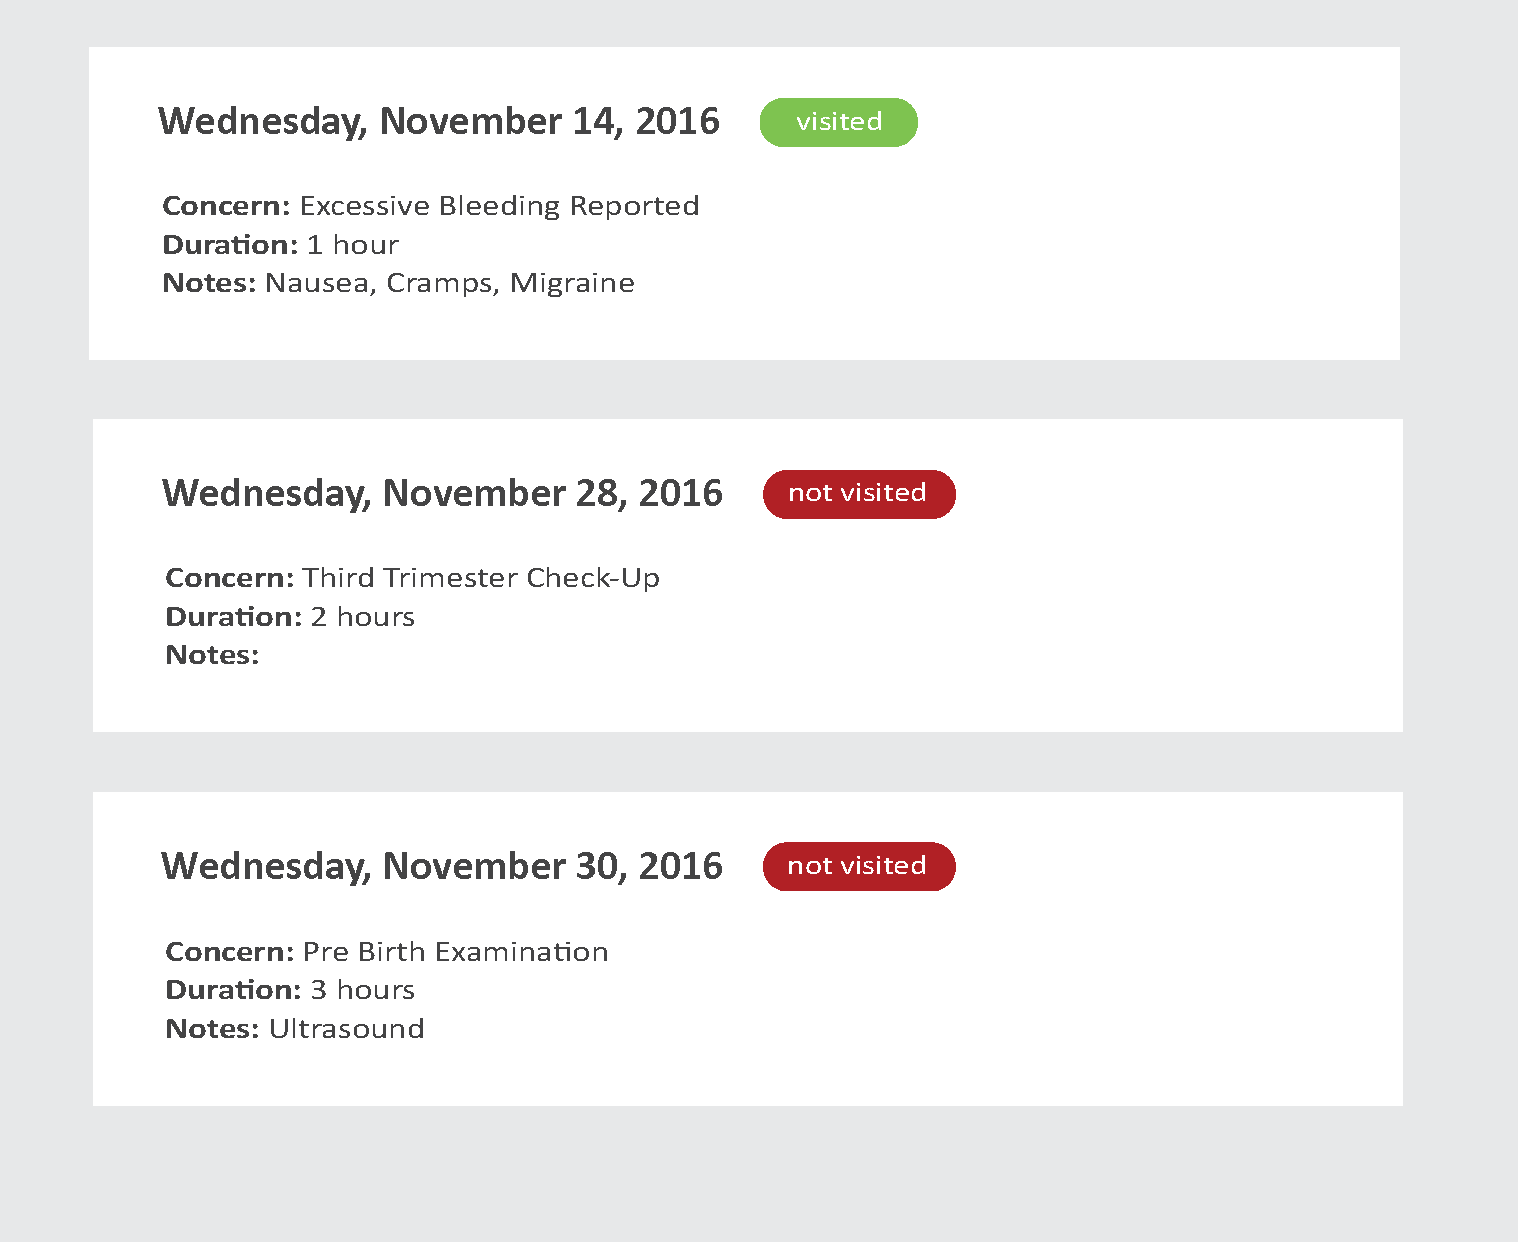 Wednesday, November 14, 2016 visited
Concern: Excessive Bleeding Reported
Duration: 1 hour
Notes: Nausea, Cramps, Migraine
Wednesday, November 28, 2016 not visited
Concern: Third Trimester Check-Up
Duration: 2 hours
Notes:
Wednesday, November 30, 2016 not visited
Concern: Pre Birth Examination
Duration: 3 hours
Notes: Ultrasound